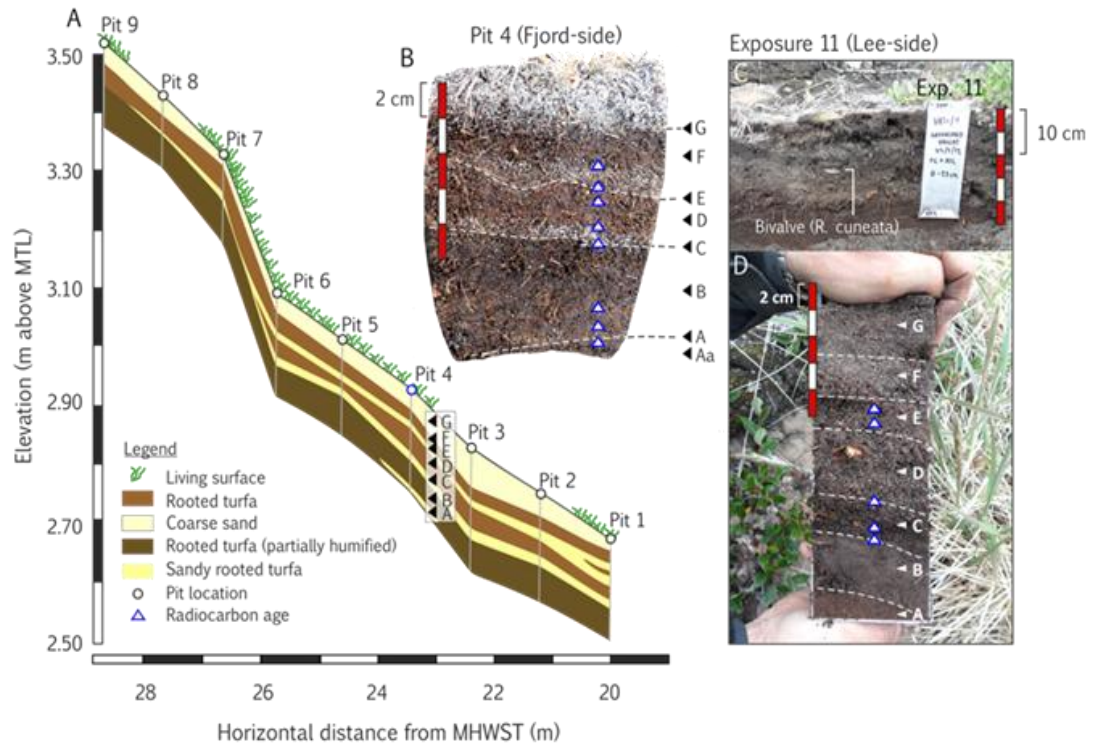 A
Pit 9
Pit 8
Pit 7
Pit 6
Pit 5
Pit 4
Pit 3
Pit 2
Pit 1
3.50
3.30
3.10
2.90
2.70
2.50
Elevation (m above MTL)
G
F
E
D
C
B
A
Legend
Living surface
Rooted turfa
Coarse sand
Rooted turfa (partially humified)
Sandy rooted turfa
Pit location
Radiocarbon age
28
26
24
22
20
Horizontal distance from MHWST (m)
Pit 4 (Fjord-side)
B
2 cm
G
F
E
D
C
B
A
Aa
Exposure 11 (Lee-side)
C
Exp. 11
10 cm
Bivalve (R. cuneata)
D
2 cm
G
F
E
D
C
B
A